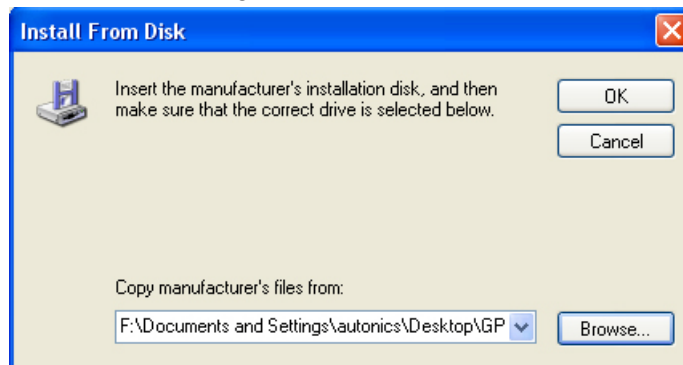 Install From Disk
Insert the manufacturer's installation disk, and then
make sure that the correct drive is selected below.
OK
Cancel
Copy manufacturer's files from:
F:\Documents and Settings\autonics\Desktop\GP
Browse...